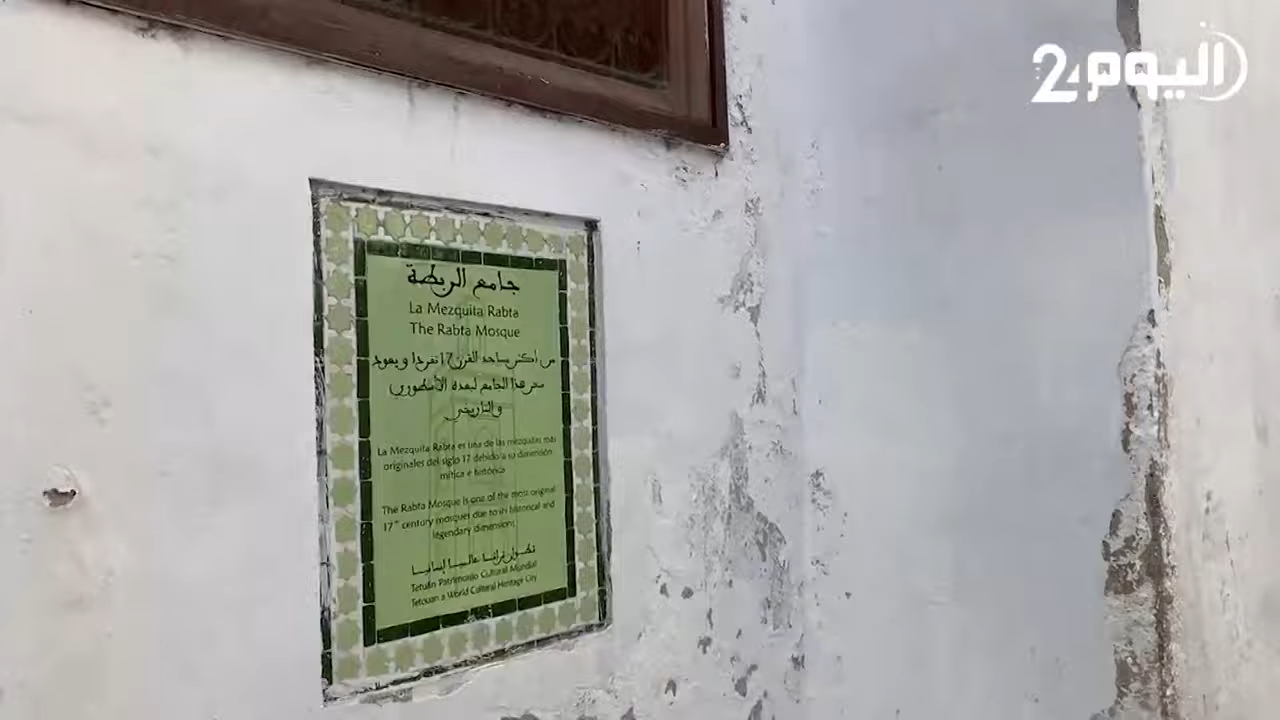 اليوم 24
جامع الربطة
La Mezquita Rabta
The Rabta Mosque
من أكثر مساجد القرن 17 تفردا ويعود
سحر هذا الجامع لبعده الأسطوري
والتاريخي
La Mezquita Rabta es una de las mezquitas más
originales del siglo 17 debido a su dimensión
mítica e histórica
The Rabta Mosque is one of the most original
17th century mosques due to its historical and
legendary dimensions
تطوان تراثا عالميا إنسانيا
Tetuán Patrimonio Cultural Mundial
Tetouan a World Cultural Heritage City